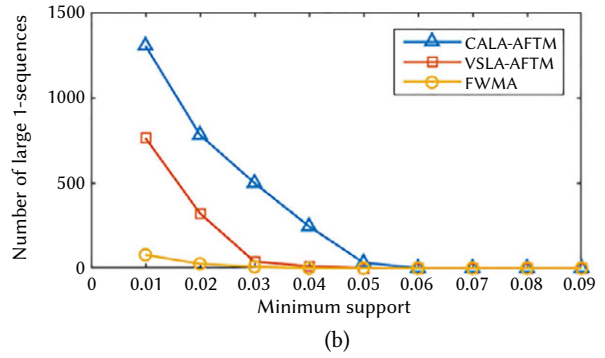 1500
1000
500
0
Number of large 1-sequences
CALA-AFTM
VSLA-AFTM
FWMA
0 0.01 0.02 0.03 0.04 0.05 0.06 0.07 0.08 0.09
Minimum support
(b)